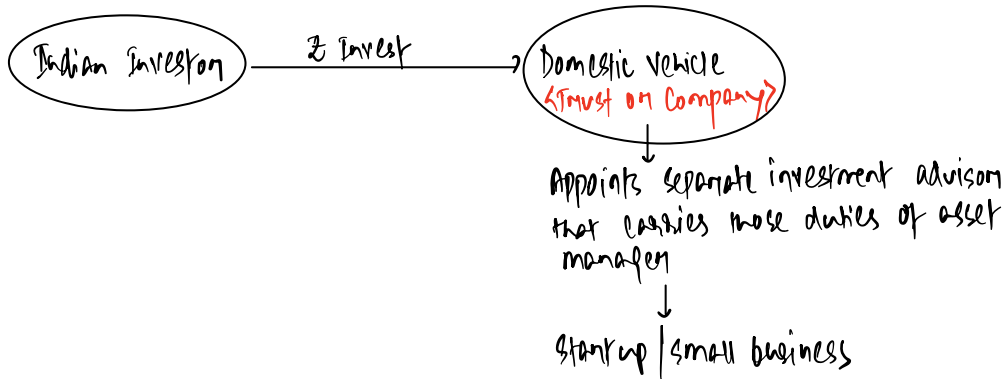 Indian Investor
₹ Invest
Domestic vehicle
<Trust or Company>
Appoints separate investment advisor
that carries those duties of asset
manager
Startup | small business